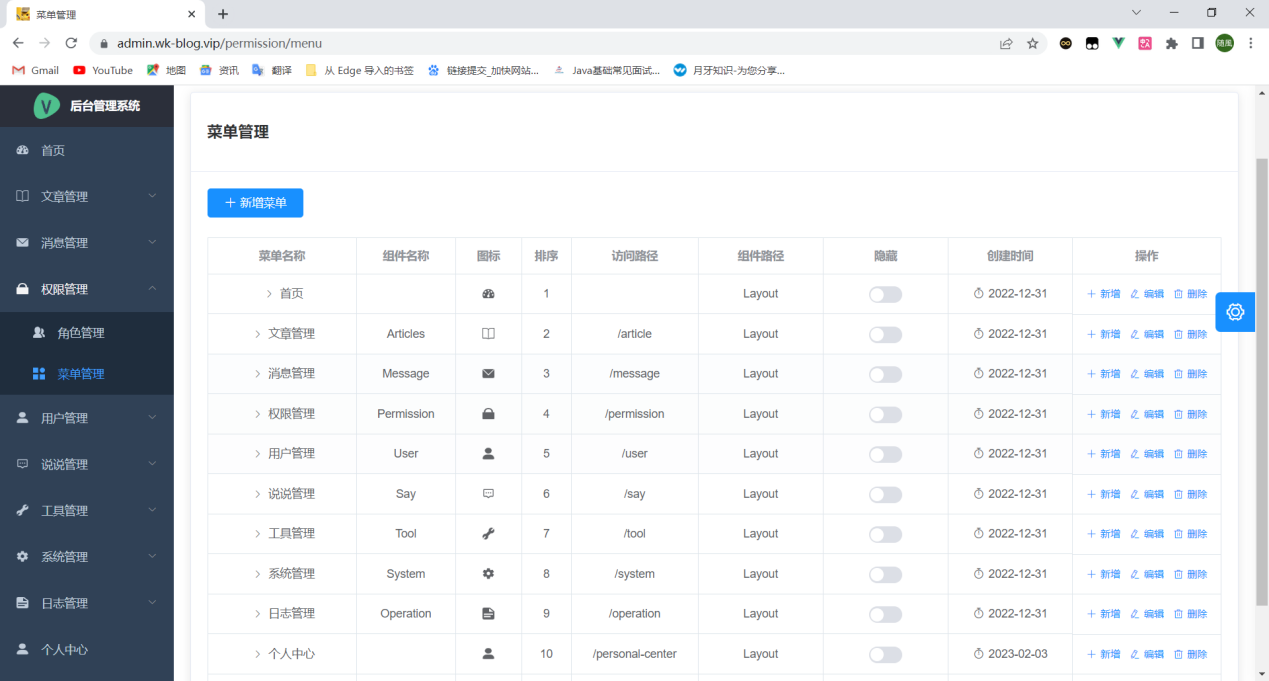 菜单管理
admin.wk-blog.vip/permission/menu
Gmail YouTube 地图 资讯 翻译 从 Edge 导入的书签 链接提交_加快网站... Java基础常见面试... 月牙知识-为您分享...
随風
V 后台管理系统
首页
文章管理
消息管理
权限管理
角色管理
菜单管理
用户管理
说说管理
工具管理
系统管理
日志管理
个人中心
菜单管理
新增菜单
菜单名称 组件名称 图标 排序 访问路径 组件路径 隐藏 创建时间 操作
首页 1 Layout 2022-12-31 新增 编辑 删除
文章管理 Articles 2 /article Layout 2022-12-31 新增 编辑 删除
消息管理 Message 3 /message Layout 2022-12-31 新增 编辑 删除
权限管理 Permission 4 /permission Layout 2022-12-31 新增 编辑 删除
用户管理 User 5 /user Layout 2022-12-31 新增 编辑 删除
说说管理 Say 6 /say Layout 2022-12-31 新增 编辑 删除
工具管理 Tool 7 /tool Layout 2022-12-31 新增 编辑 删除
系统管理 System 8 /system Layout 2022-12-31 新增 编辑 删除
日志管理 Operation 9 /operation Layout 2022-12-31 新增 编辑 删除
个人中心 10 /personal-center Layout 2023-02-03 新增 编辑 删除